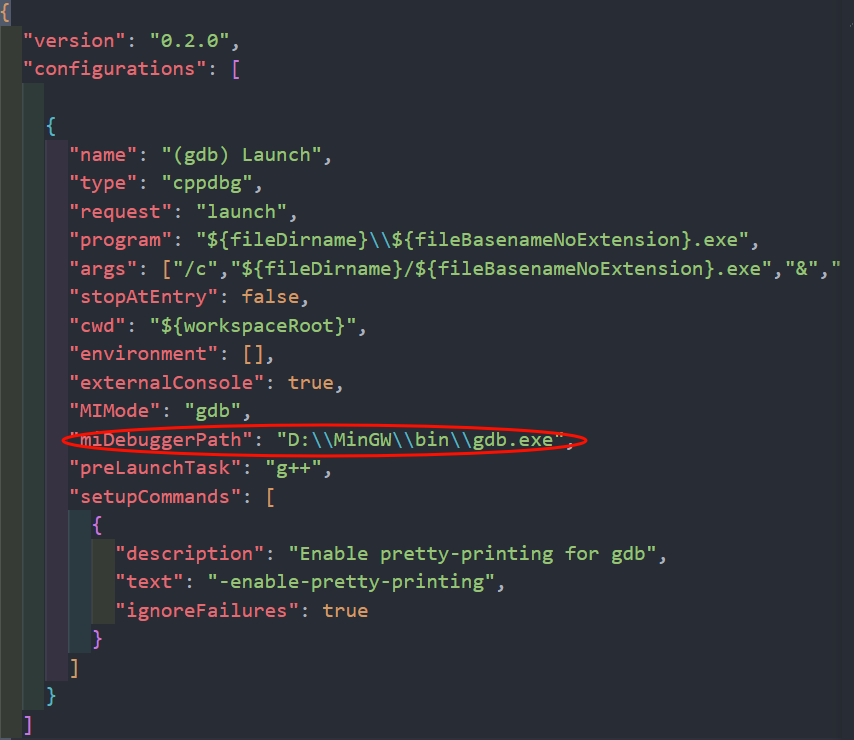 {
"version": "0.2.0",
"configurations": [
{
"name": "(gdb) Launch",
"type": "cppdbg",
"request": "launch",
"program": "${fileDirname}\\${fileBasenameNoExtension}.exe",
"args": ["/c","${fileDirname}/${fileBasenameNoExtension}.exe","&","
"stopAtEntry": false,
"cwd": "${workspaceRoot}",
"environment": [],
"externalConsole": true,
"MIMode": "gdb",
"miDebuggerPath": "D:\\MinGW\\bin\\gdb.exe",
"preLaunchTask": "g++",
"setupCommands": [
{
"description": "Enable pretty-printing for gdb",
"text": "-enable-pretty-printing",
"ignoreFailures": true
}
]
}
]